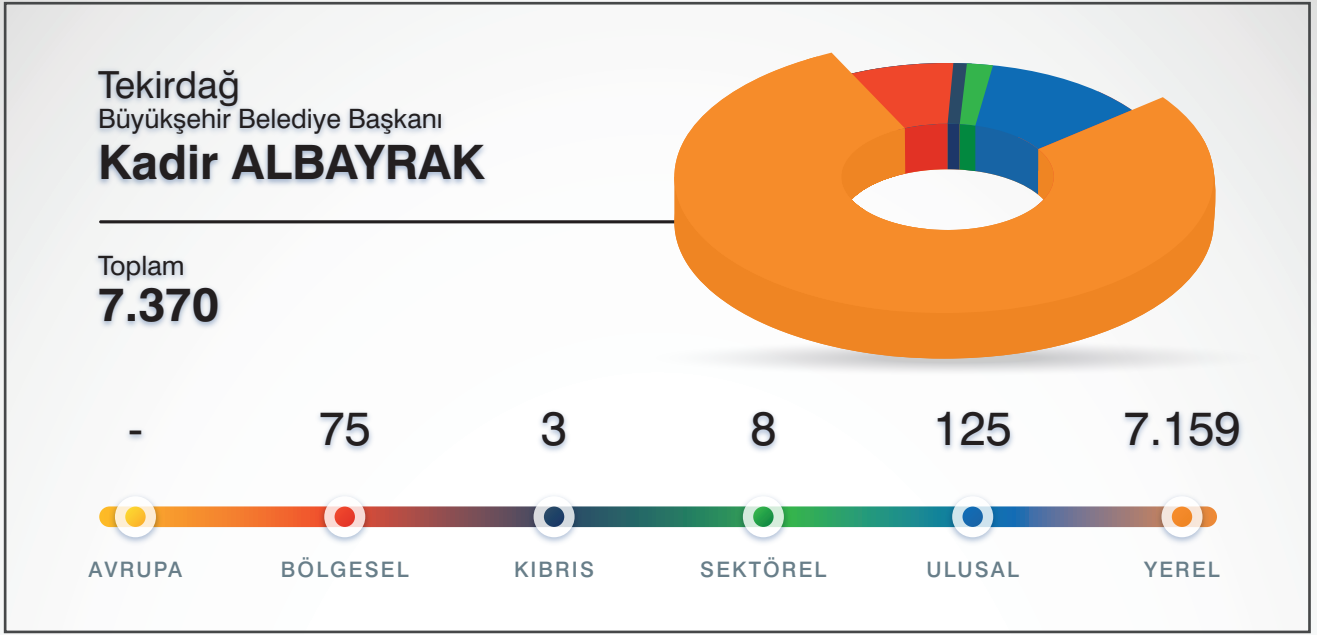 Tekirdağ
Büyükşehir Belediye Başkanı
Kadir ALBAYRAK
Toplam
7.370
- 75 3 8 125 7.159
AVRUPA BÖLGESEL KIBRIS SEKTÖREL ULUSAL YEREL